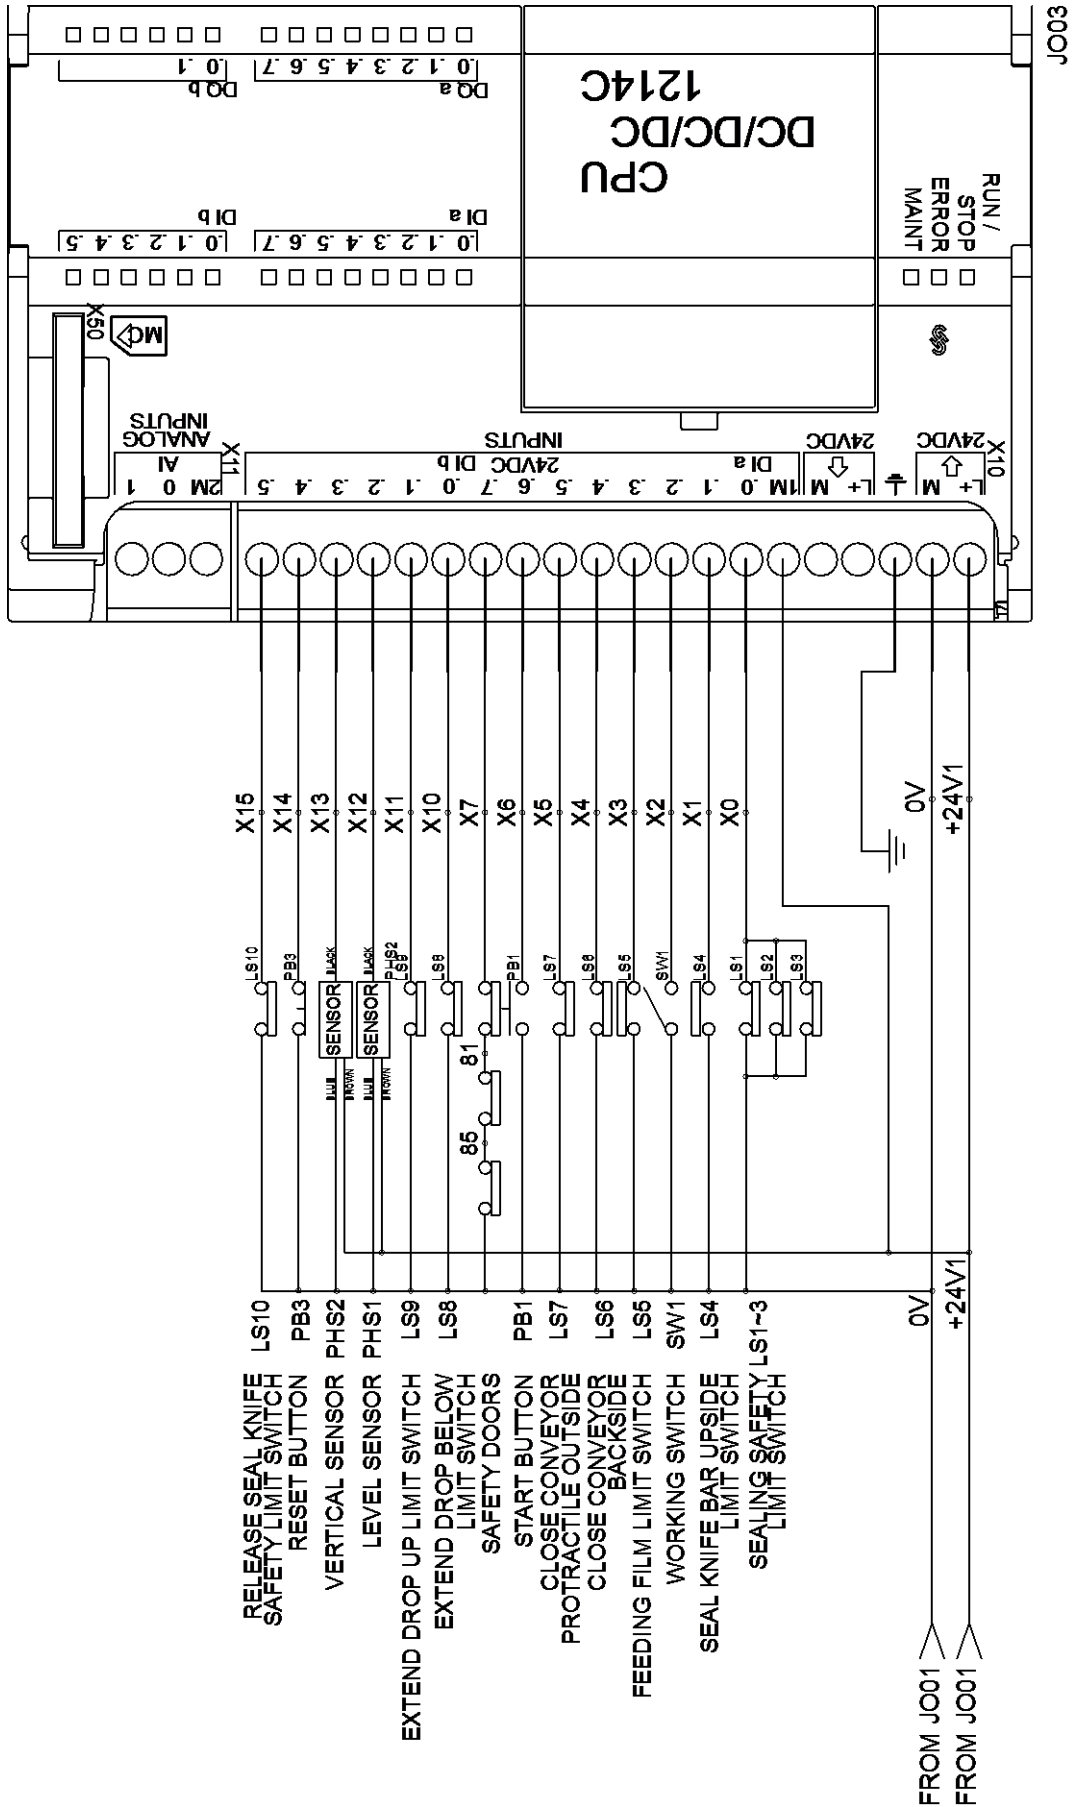 JO03
DQ b
.0 .1
DQ a
.0 .1 .2 .3 .4 .5 .6 .7
CPU
DC/DC/DC
1214C
DI b
.0 .1 .2 .3 .4 .5
DI a
.0 .1 .2 .3 .4 .5 .6 .7
RUN /
STOP
ERROR
MAINT
X50
MC
ANALOG
INPUTS
AI
2M 0 1
X11
24VDC
INPUTS
DI b
.0 .1 .2 .3 .4 .5
DI a
1M .0 .1 .2 .3 .4 .5 .6 .7
24VDC
L+ M
24VDC
L+ M
X10
X15
X14
X13
X12
X11
X10
X7
X6
X5
X4
X3
X2
X1
X0
0V
+24V1
LS10
PB3
BLACK
SENSOR
BLUE
BROWN
BLACK
SENSOR
BLUE
BROWN
PHS2
LS9
LS8
81
85
PB1
LS7
LS6
LS5
SW1
LS4
LS1
LS2
LS3
RELEASE SEAL KNIFE LS10
SAFETY LIMIT SWITCH
RESET BUTTON PB3
VERTICAL SENSOR PHS2
LEVEL SENSOR PHS1
EXTEND DROP UP LIMIT SWITCH LS9
EXTEND DROP BELOW LS8
LIMIT SWITCH
SAFETY DOORS
START BUTTON PB1
CLOSE CONVEYOR LS7
PROTRACTILE OUTSIDE
CLOSE CONVEYOR LS6
BACKSIDE
FEEDING FILM LIMIT SWITCH LS5
WORKING SWITCH SW1
SEAL KNIFE BAR UPSIDE LS4
LIMIT SWITCH
SEALING SAFETY LS1~3
LIMIT SWITCH
0V
+24V1
FROM JO01
FROM JO01